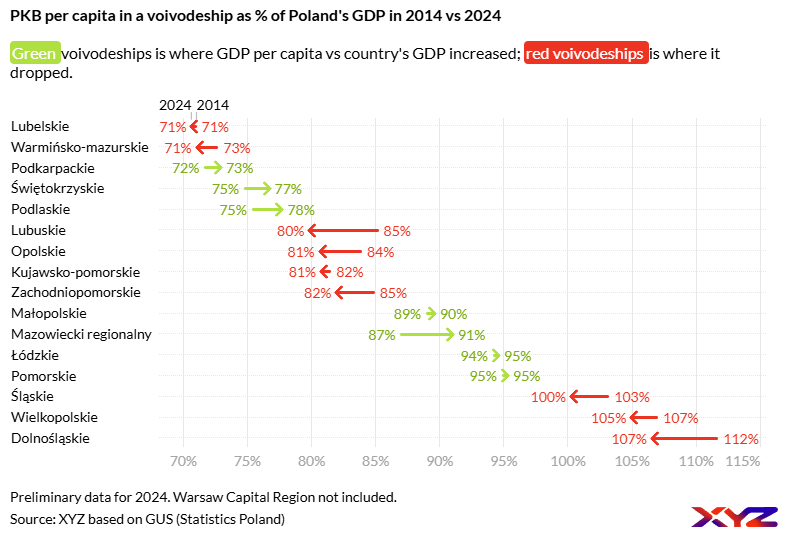 PKB per capita in a voivodeship as % of Poland's GDP in 2014 vs 2024
Green voivodeships is where GDP per capita vs country's GDP increased; red voivodeships is where it
dropped.
2024 2014
Lubelskie 71% 71%
Warmińsko-mazurskie 71% 73%
Podkarpackie 72% 73%
Świętokrzyskie 75% 77%
Podlaskie 75% 78%
Lubuskie 80% 85%
Opolskie 81% 84%
Kujawsko-pomorskie 81% 82%
Zachodniopomorskie 82% 85%
Małopolskie 89% 90%
Mazowiecki regionalny 87% 91%
Łódzkie 94% 95%
Pomorskie 95% 95%
Śląskie 100% 103%
Wielkopolskie 105% 107%
Dolnośląskie 107% 112%
70% 75% 80% 85% 90% 95% 100% 105% 110% 115%
Preliminary data for 2024. Warsaw Capital Region not included.
Source: XYZ based on GUS (Statistics Poland)
XYZ